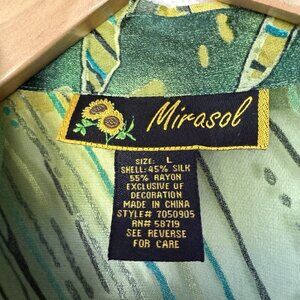 Mirasol
SIZE: L
SHELL: 45% SILK
55% RAYON
EXCLUSIVE OF
DECORATION
MADE IN CHINA
STYLE# 7050905
RN# 58719
SEE REVERSE
FOR CARE